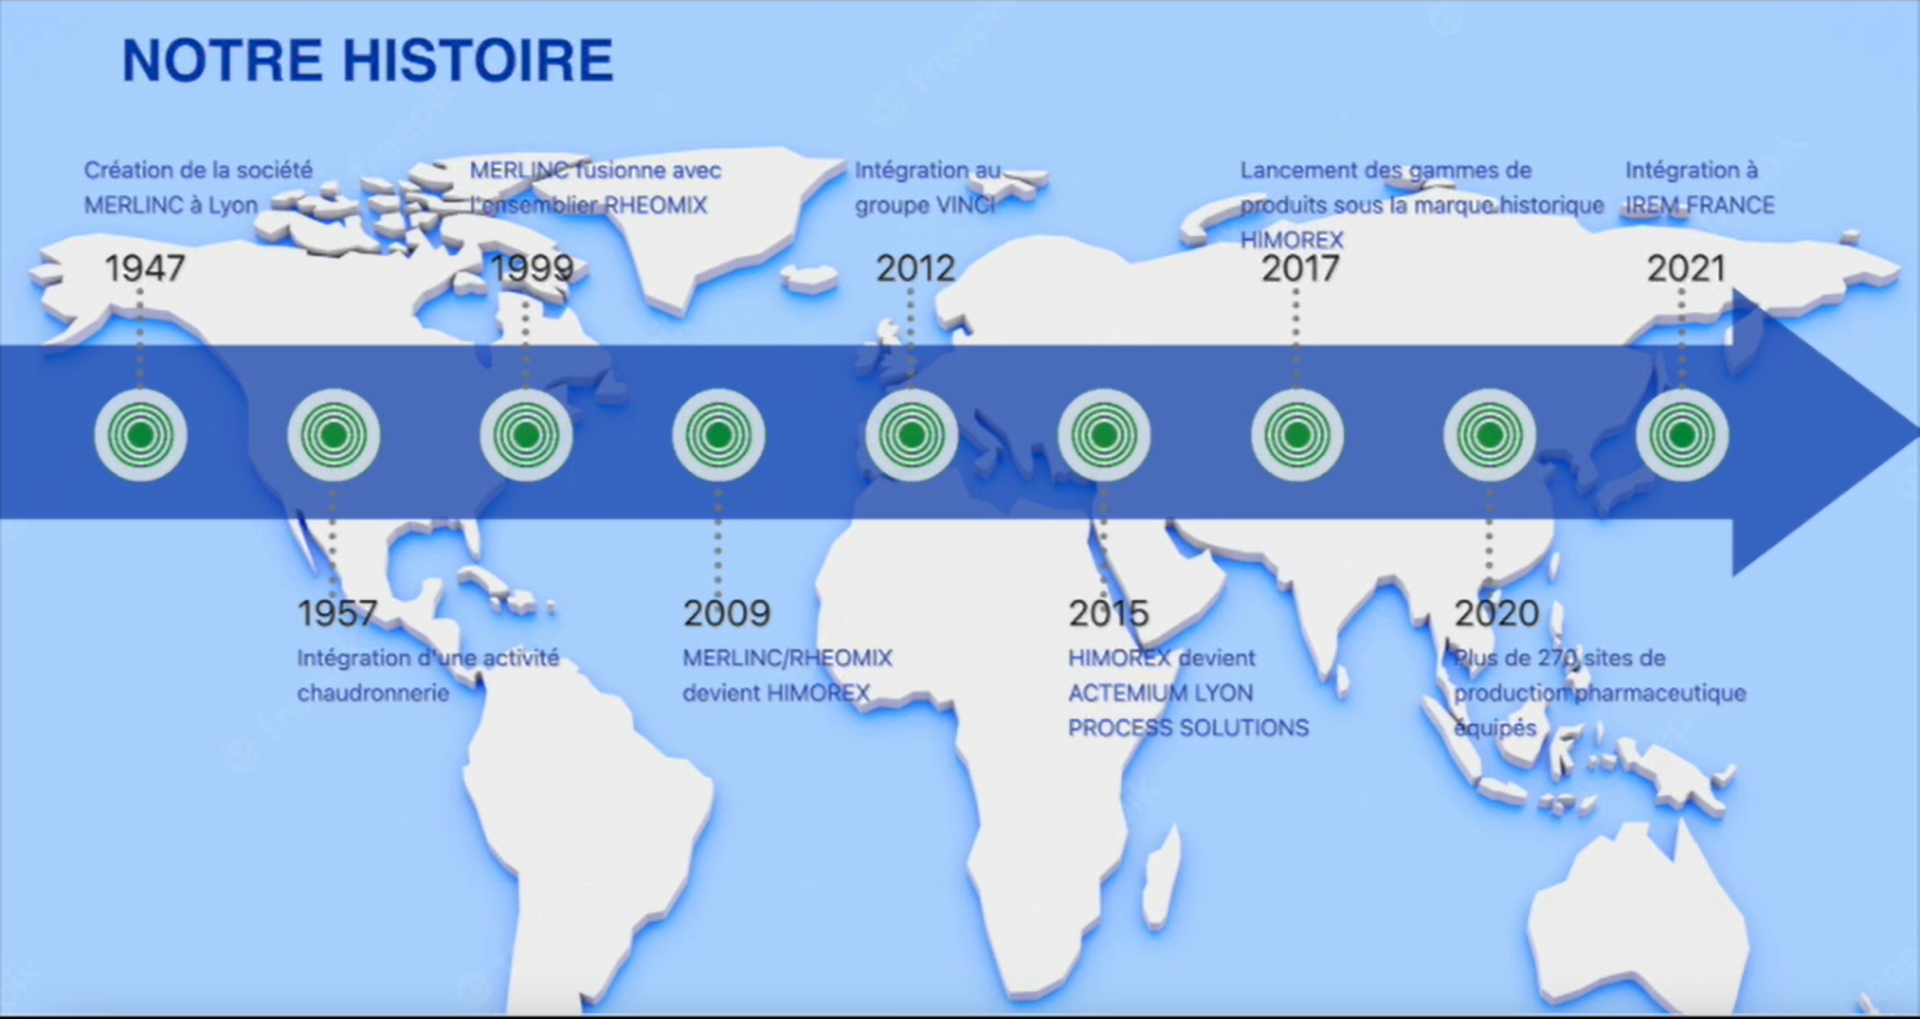 NOTRE HISTOIRE
Création de la société
MERLINC à Lyon
1947
MERLINC fusionne avec
l'ensemblier RHEOMIX
1999
Intégration au
groupe VINCI
2012
Lancement des gammes de
produits sous la marque historique
HIMOREX
2017
Intégration à
IREM FRANCE
2021
1957
Intégration d'une activité
chaudronnerie
2009
MERLINC/RHEOMIX
devient HIMOREX
2015
HIMOREX devient
ACTEMIUM LYON
PROCESS SOLUTIONS
2020
Plus de 270 sites de
production pharmaceutique
équipés